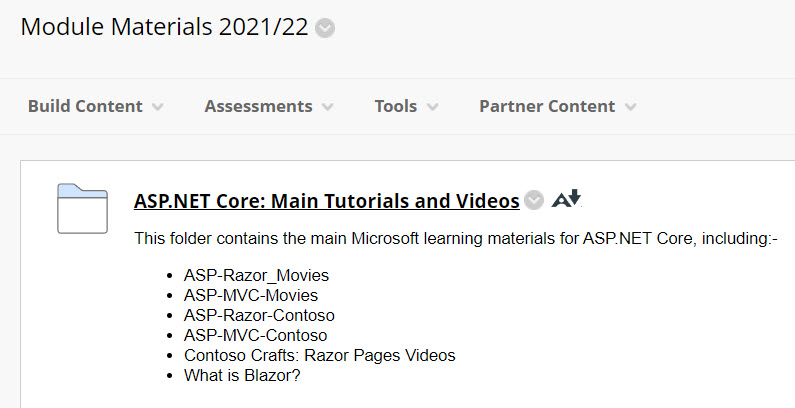 Module Materials 2021/22
Build Content Assessments Tools Partner Content
ASP.NET Core: Main Tutorials and Videos
This folder contains the main Microsoft learning materials for ASP.NET Core, including:-
• ASP-Razor_Movies
• ASP-MVC-Movies
• ASP-Razor-Contoso
• ASP-MVC-Contoso
• Contoso Crafts: Razor Pages Videos
• What is Blazor?